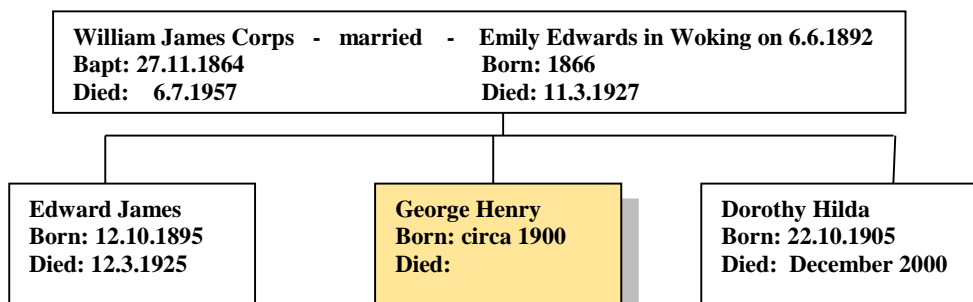 William James Corps - married - Emily Edwards in Woking on 6.6.1892
Bapt: 27.11.1864 Born: 1866
Died: 6.7.1957 Died: 11.3.1927
Edward James
Born: 12.10.1895
Died: 12.3.1925
George Henry
Born: circa 1900
Died:
Dorothy Hilda
Born: 22.10.1905
Died: December 2000